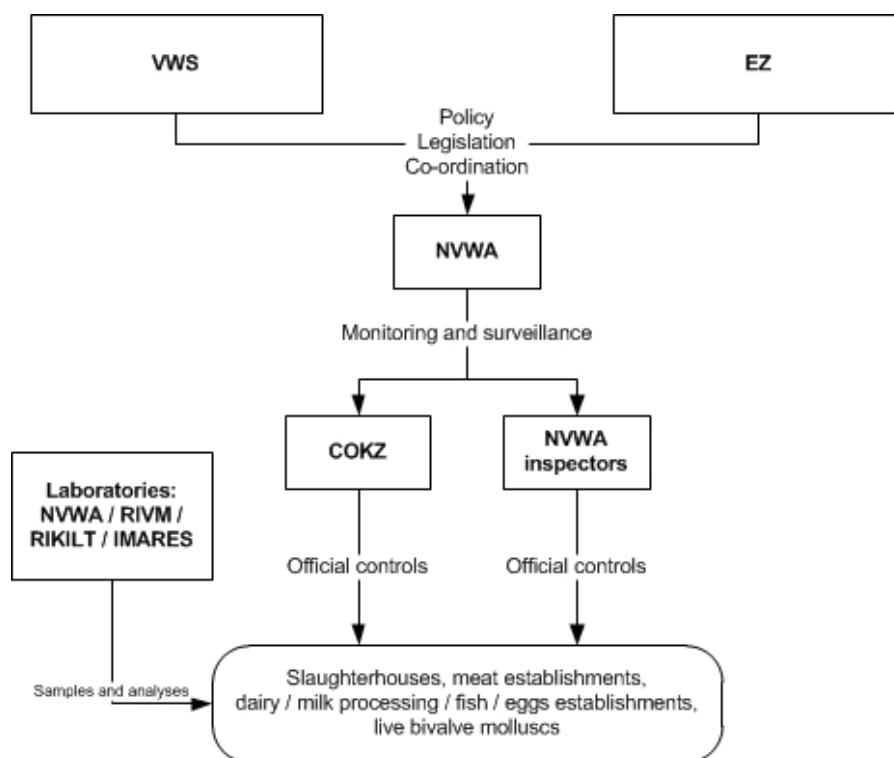 VWS
EZ
Policy
Legislation
Co-ordination
NVWA
Monitoring and surveillance
COKZ
NVWA
inspectors
Laboratories:
NVWA / RIVM /
RIKILT / IMARES
Official controls
Official controls
Samples and analyses
Slaughterhouses, meat establishments,
dairy / milk processing / fish / eggs establishments,
live bivalve molluscs